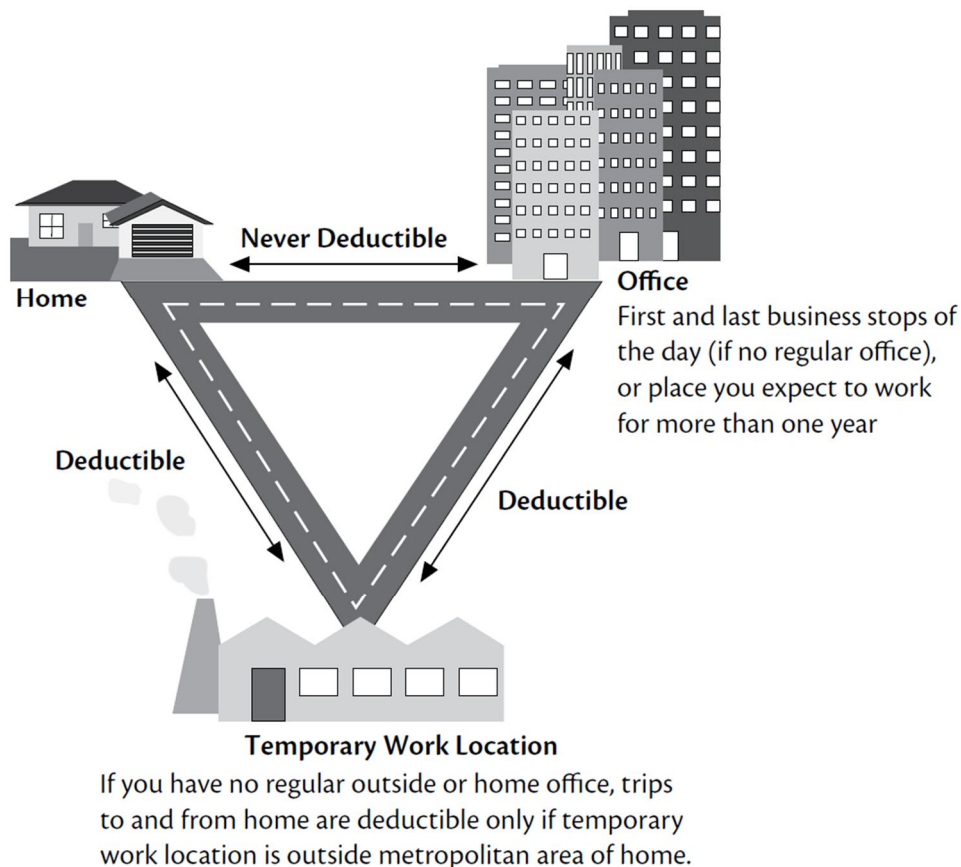 Never Deductible
Home
Office
First and last business stops of
the day (if no regular office),
or place you expect to work
for more than one year
Deductible
Deductible
Temporary Work Location
If you have no regular outside or home office, trips
to and from home are deductible only if temporary
work location is outside metropolitan area of home.